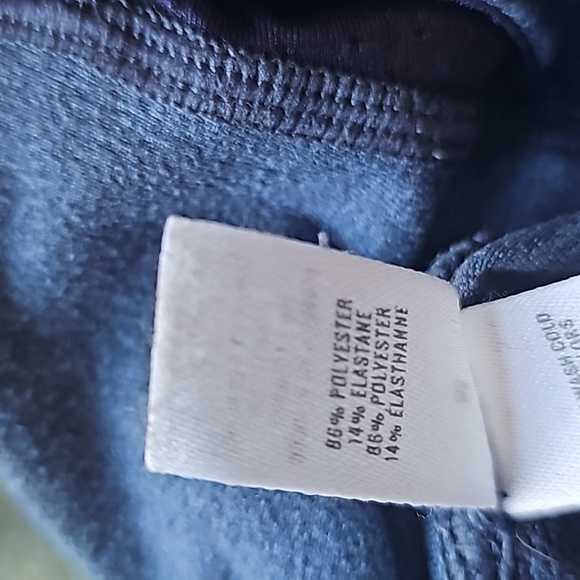 86% POLYESTER
14% ELASTANE
86% POLYESTER
14% ÉLASTHANNE
WASH COLD